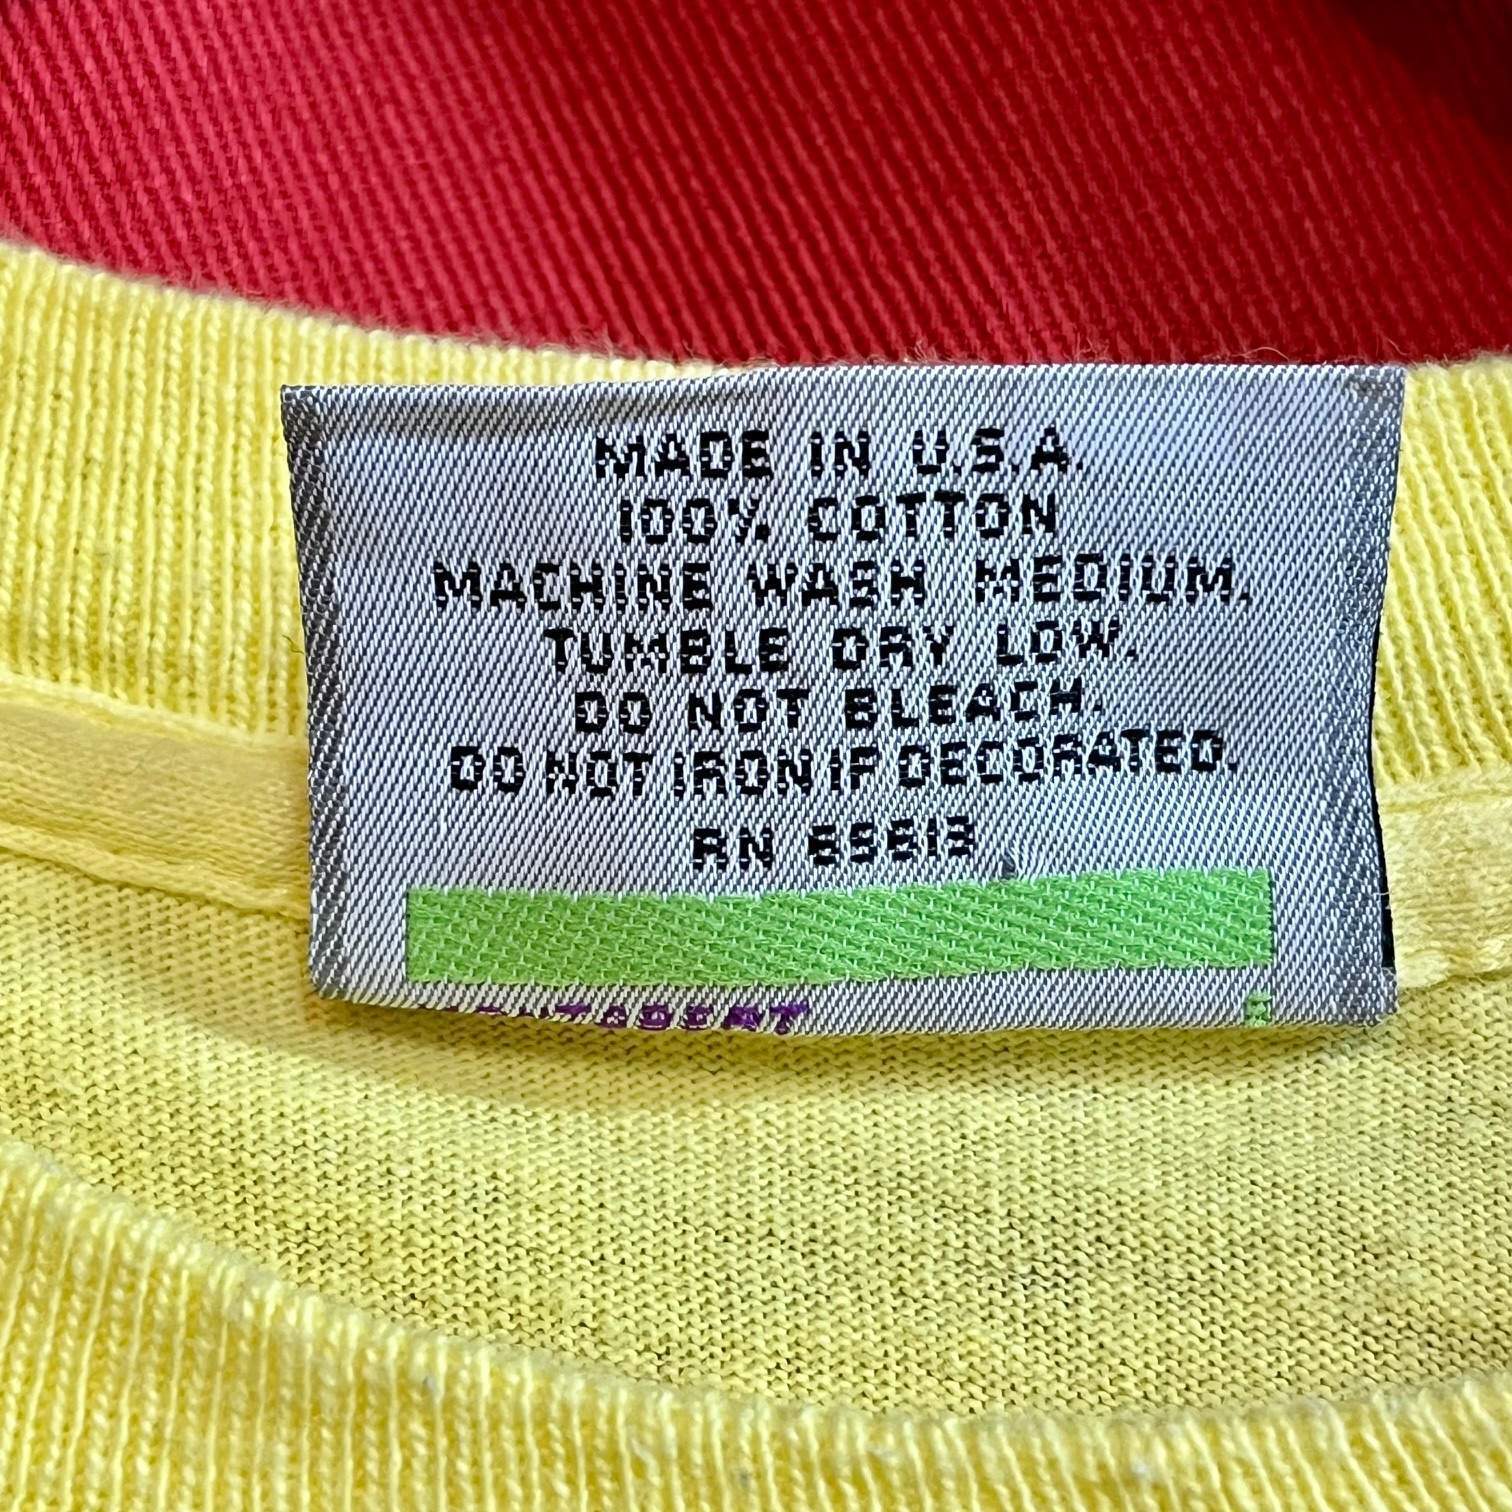 MADE IN U.S.A.
100% COTTON
MACHINE WASH MEDIUM.
TUMBLE DRY LOW.
DO NOT BLEACH.
DO NOT IRON IF DECORATED.
RN